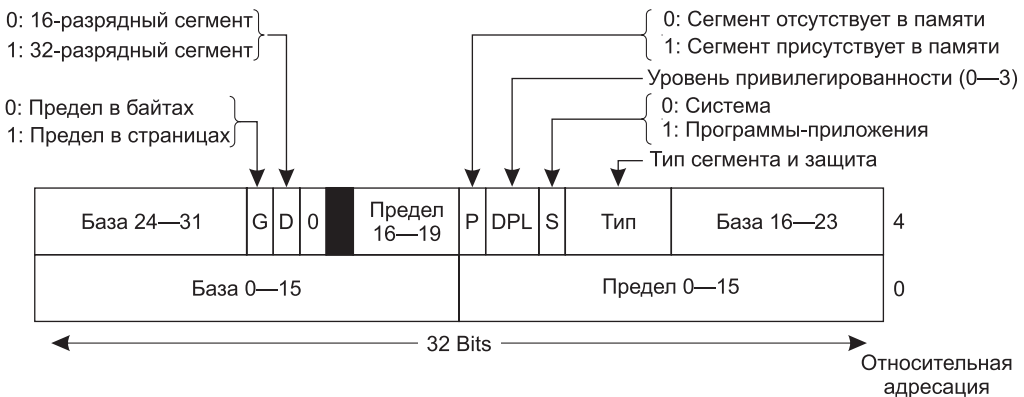 0: 16-разрядный сегмент
1: 32-разрядный сегмент
0: Предел в байтах
1: Предел в страницах
0: Сегмент отсутствует в памяти
1: Сегмент присутствует в памяти
Уровень привилегированности (0—3)
0: Система
1: Программы-приложения
Тип сегмента и защита
База 24—31
G
D
0
Предел
16—19
P
DPL
S
Тип
База 16—23
4
База 0—15
Предел 0—15
0
32 Bits
Относительная
адресация